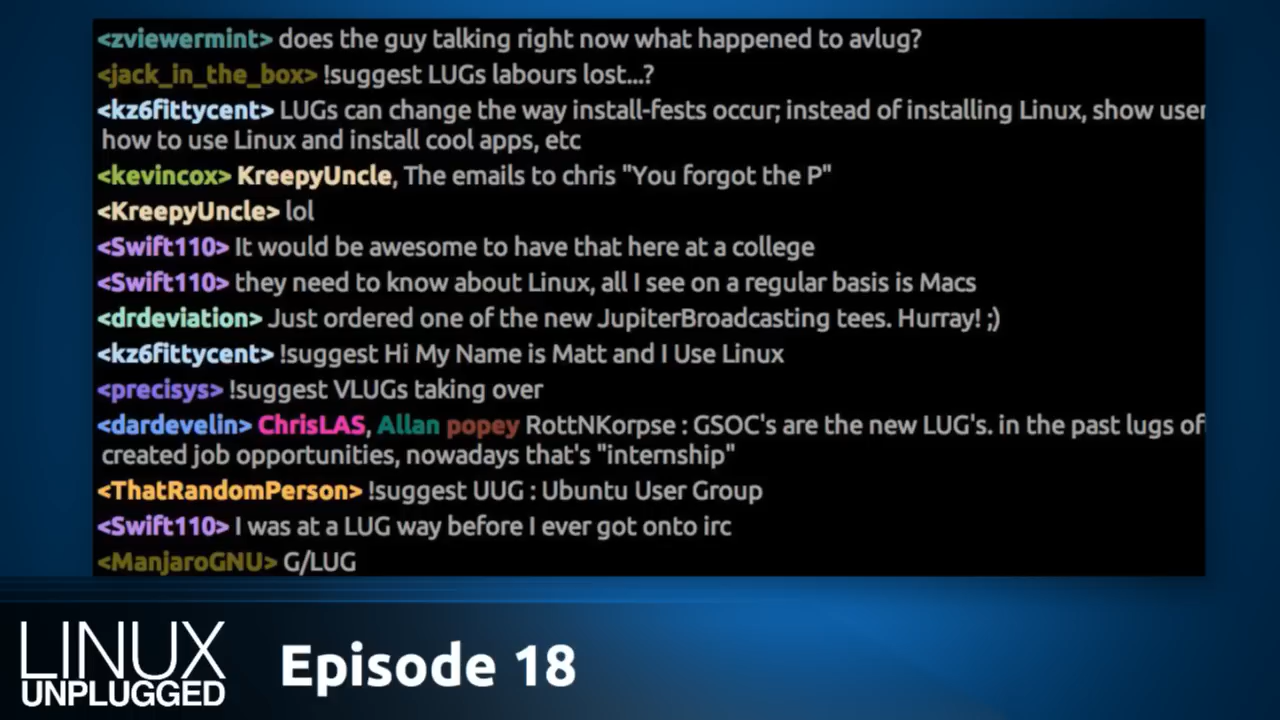 <zviewermint> does the guy talking right now what happened to avlug?
<jack_in_the_box> !suggest LUGs labours lost...?
<kz6fittycent> LUGs can change the way install-fests occur; instead of installing Linux, show user
how to use Linux and install cool apps, etc
<kevincox> KreepyUncle, The emails to chris "You forgot the P"
<KreepyUncle> lol
<Swift110> It would be awesome to have that here at a college
<Swift110> they need to know about Linux, all I see on a regular basis is Macs
<drdeviation> Just ordered one of the new JupiterBroadcasting tees. Hurray! ;)
<kz6fittycent> !suggest Hi My Name is Matt and I Use Linux
<precisys> !suggest VLUGs taking over
<dardevelin> ChrisLAS, Allan popey RottNKorpse : GSOC's are the new LUG's. in the past lugs of
created job opportunities, nowadays that's "internship"
<ThatRandomPerson> !suggest UUG : Ubuntu User Group
<Swift110> I was at a LUG way before I ever got onto irc
<ManjaroGNU> G/LUG
LINUX
UNPLUGGED
Episode 18